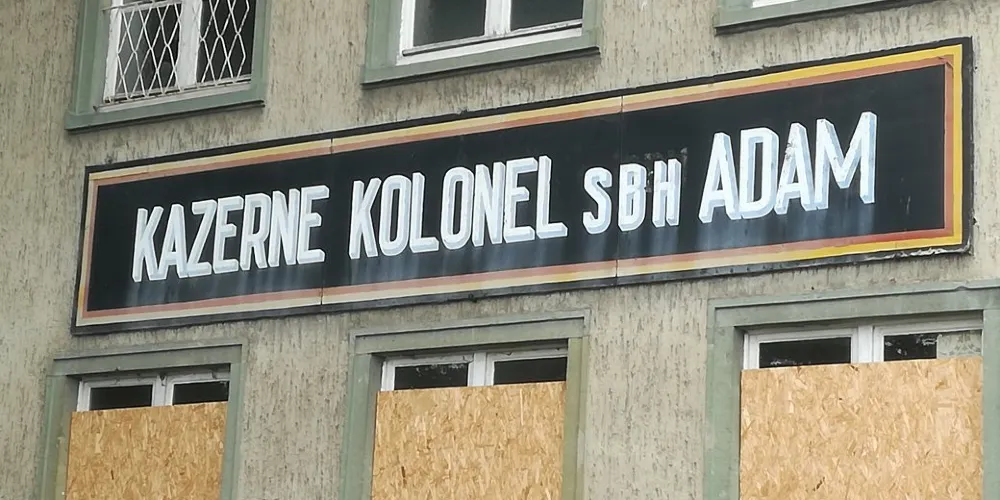 KAZERNE KOLONEL SBH ADAM